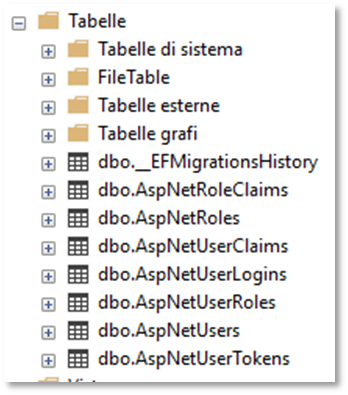 Tabelle
Tabelle di sistema
FileTable
Tabelle esterne
Tabelle grafi
dbo.__EFMigrationsHistory
dbo.AspNetRoleClaims
dbo.AspNetRoles
dbo.AspNetUserClaims
dbo.AspNetUserLogins
dbo.AspNetUserRoles
dbo.AspNetUsers
dbo.AspNetUserTokens